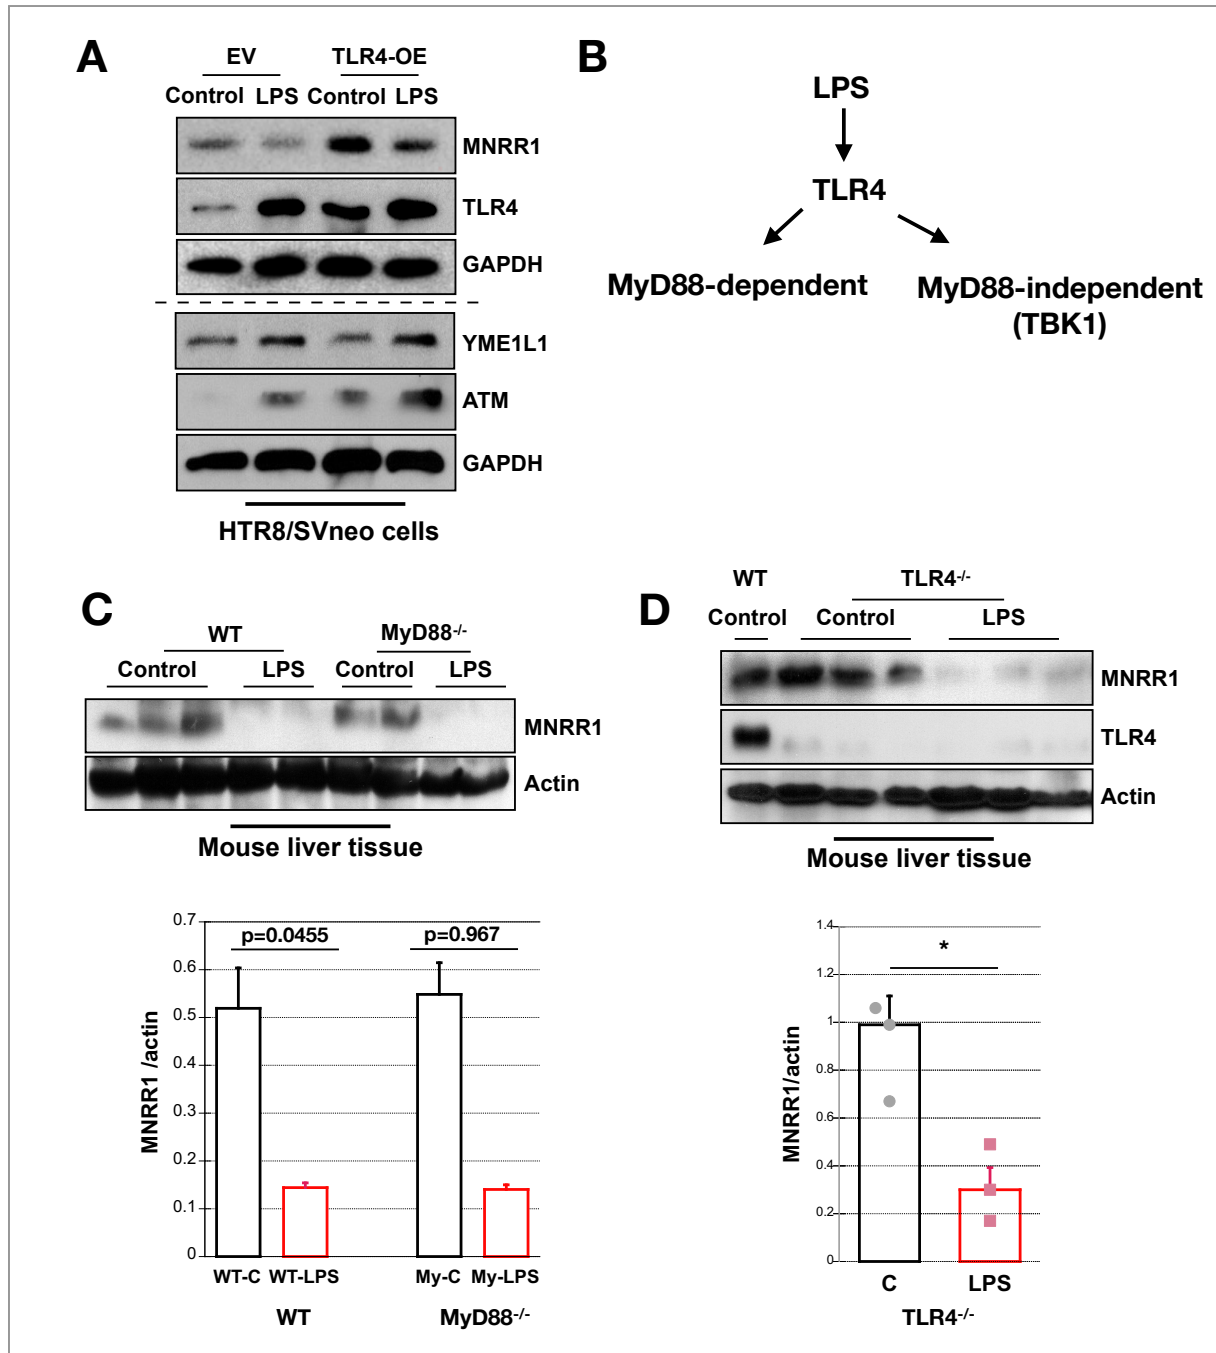 A
EV TLR4-OE
Control LPS Control LPS
MNRR1
TLR4
GAPDH
YME1L1
ATM
GAPDH
HTR8/SVneo cells
B
LPS
TLR4
MyD88-dependent
MyD88-independent
(TBK1)
C
WT MyD88-/-
Control LPS Control LPS
MNRR1
Actin
Mouse liver tissue
0.7
0.6
0.5
0.4
0.3
0.2
0.1
0
MNRR1 /actin
p=0.0455 p=0.967
WT-C WT-LPS My-C My-LPS
WT MyD88-/-
D
WT TLR4-/-
Control Control LPS
MNRR1
TLR4
Actin
Mouse liver tissue
1.4
1.2
1
0.8
0.6
0.4
0.2
0
MNRR1/actin
*
C LPS
TLR4-/-